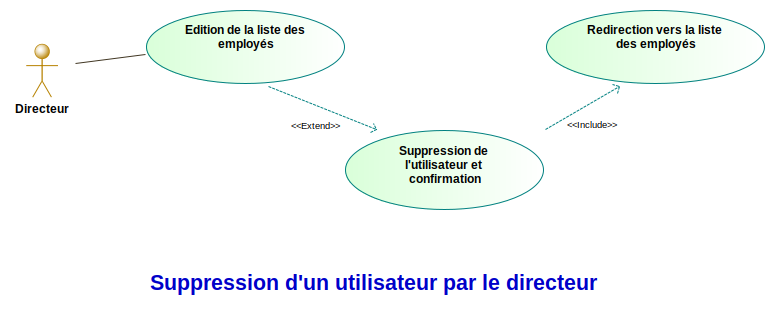 Edition de la liste des
employés
Redirection vers la liste
des employés
Directeur
<<Extend>>
<<Include>>
Suppression de
l'utilisateur et
confirmation
Suppression d'un utilisateur par le directeur